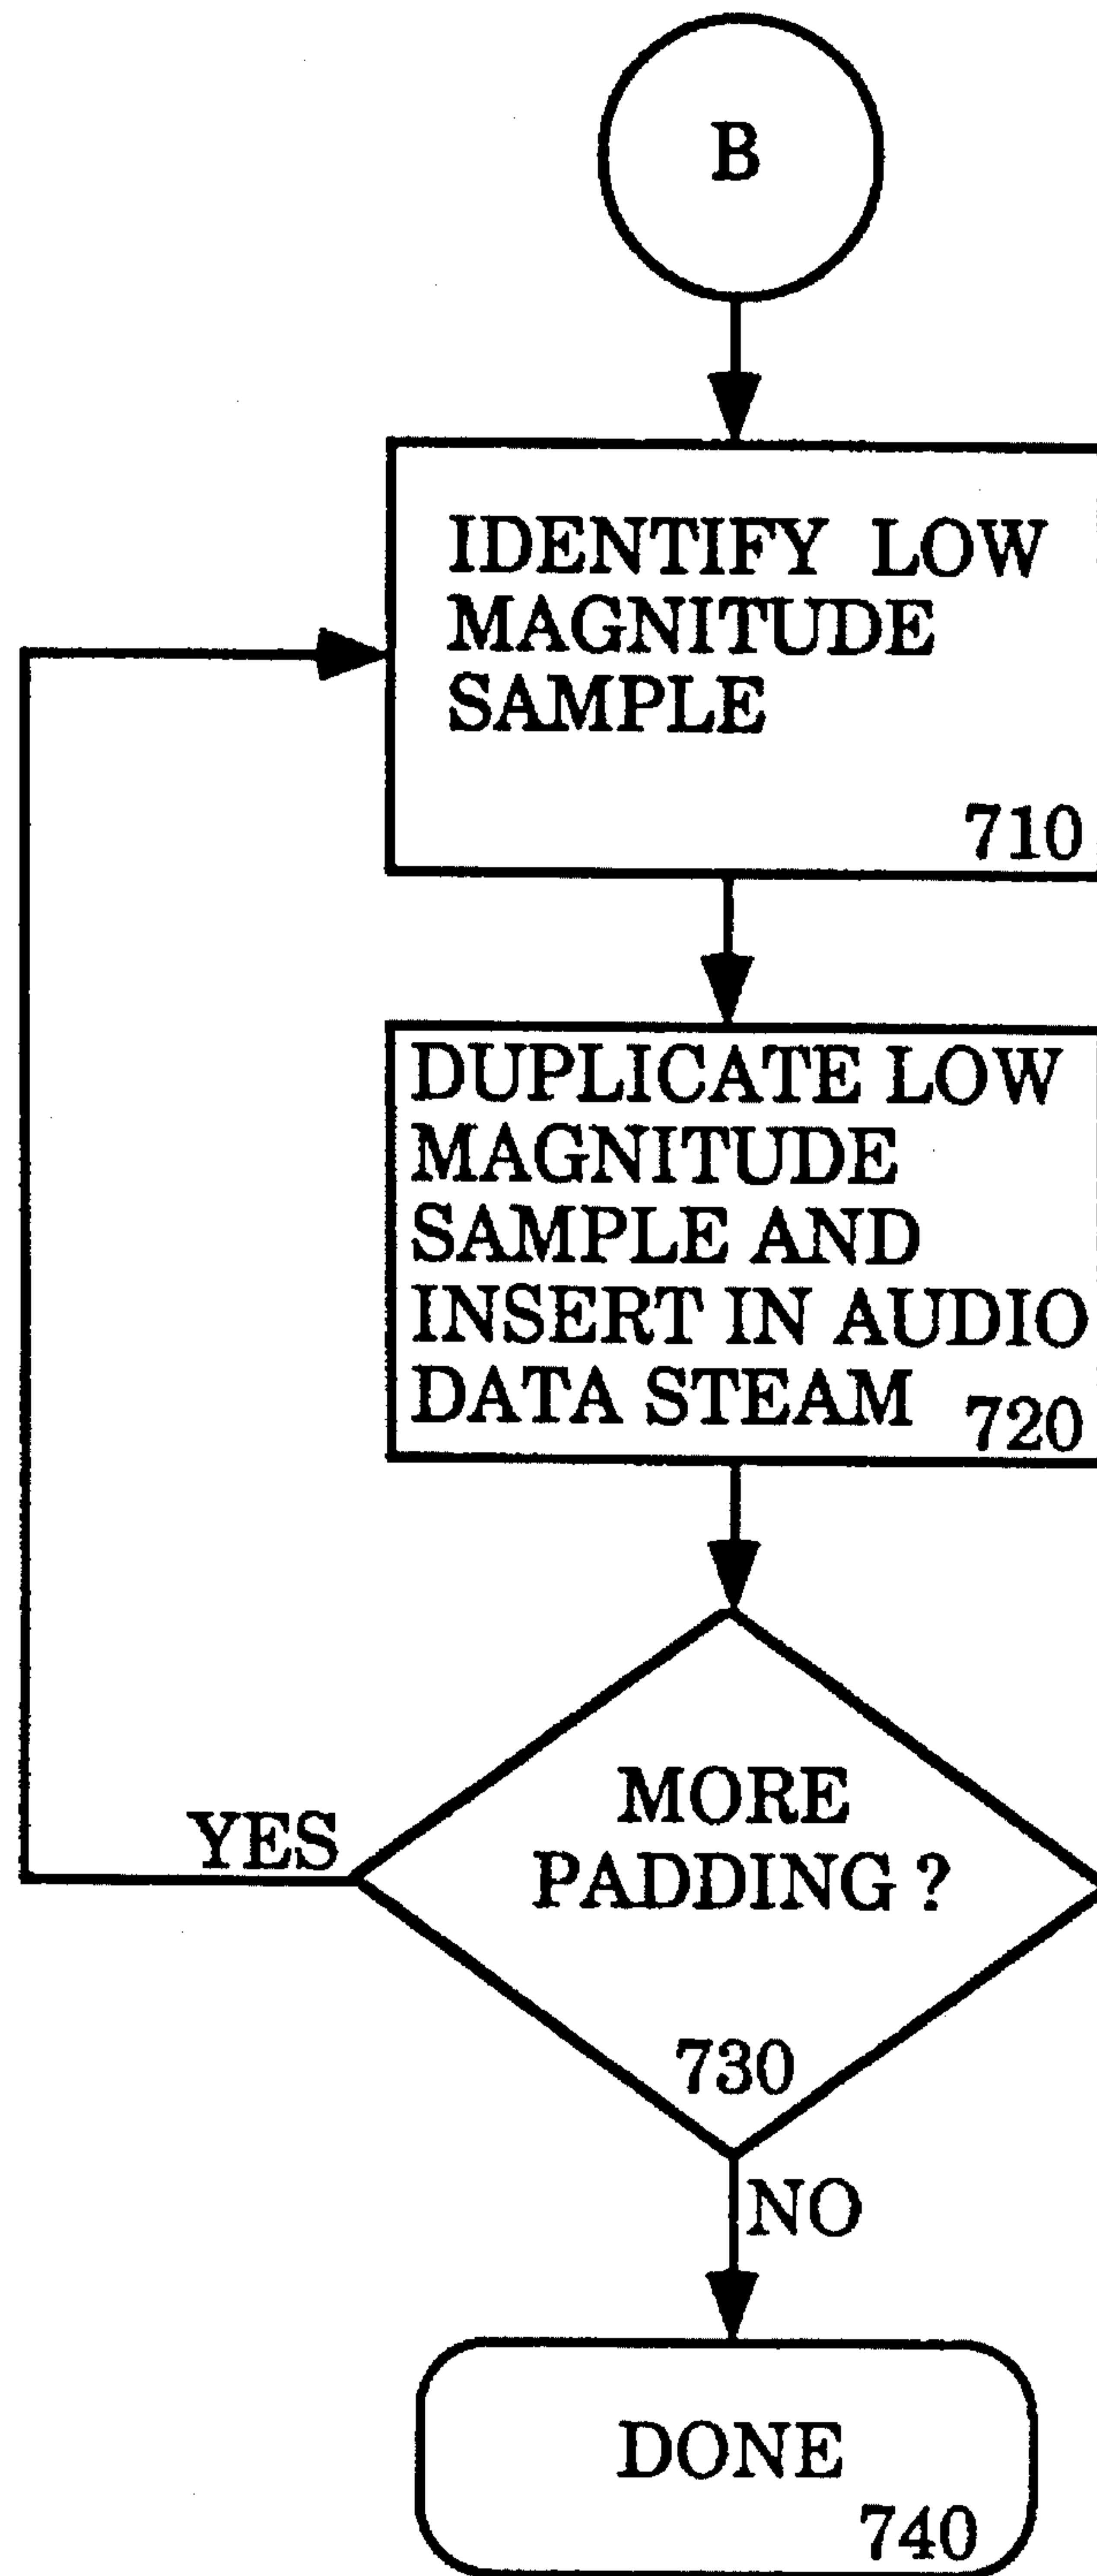 B
IDENTIFY LOW
MAGNITUDE
SAMPLE
710
DUPLICATE LOW
MAGNITUDE
SAMPLE AND
INSERT IN AUDIO
DATA STEAM 720
MORE
PADDING ?
YES
730
NO
DONE
740